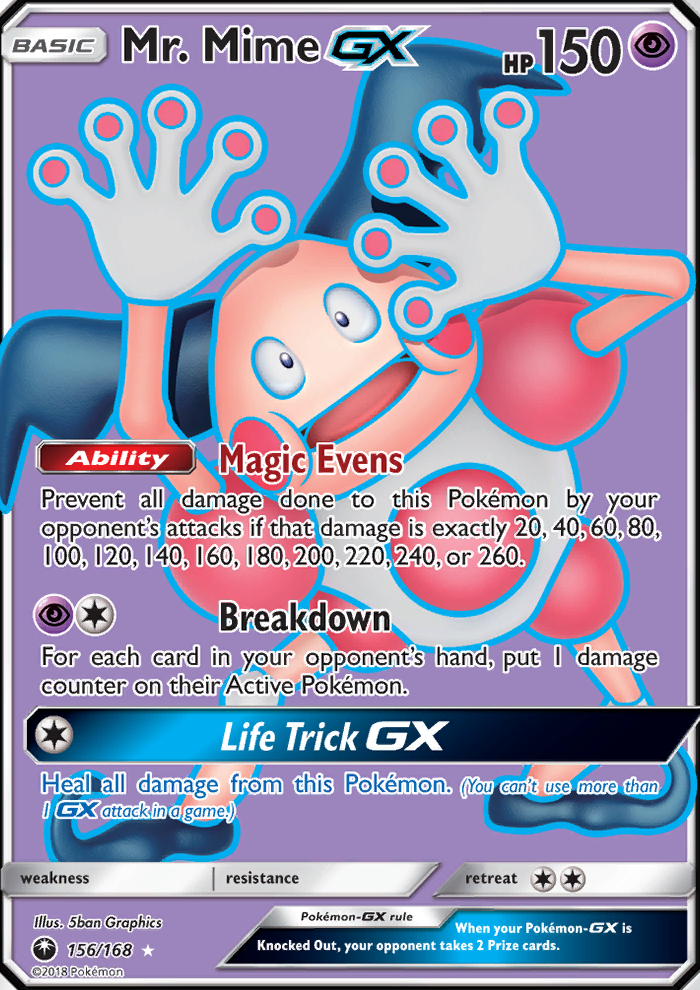 BASIC Mr. Mime GX HP 150
Ability Magic Evens
Prevent all damage done to this Pokémon by your
opponent's attacks if that damage is exactly 20, 40, 60, 80,
100, 120, 140, 160, 180, 200, 220, 240, or 260.
Breakdown
For each card in your opponent's hand, put 1 damage
counter on their Active Pokémon.
Life Trick GX
Heal all damage from this Pokémon. (You can't use more than
1 GX attack in a game.)
weakness resistance retreat
Illus. 5ban Graphics
156/168
©2018 Pokémon
Pokémon-GX rule
When your Pokémon-GX is
Knocked Out, your opponent takes 2 Prize cards.